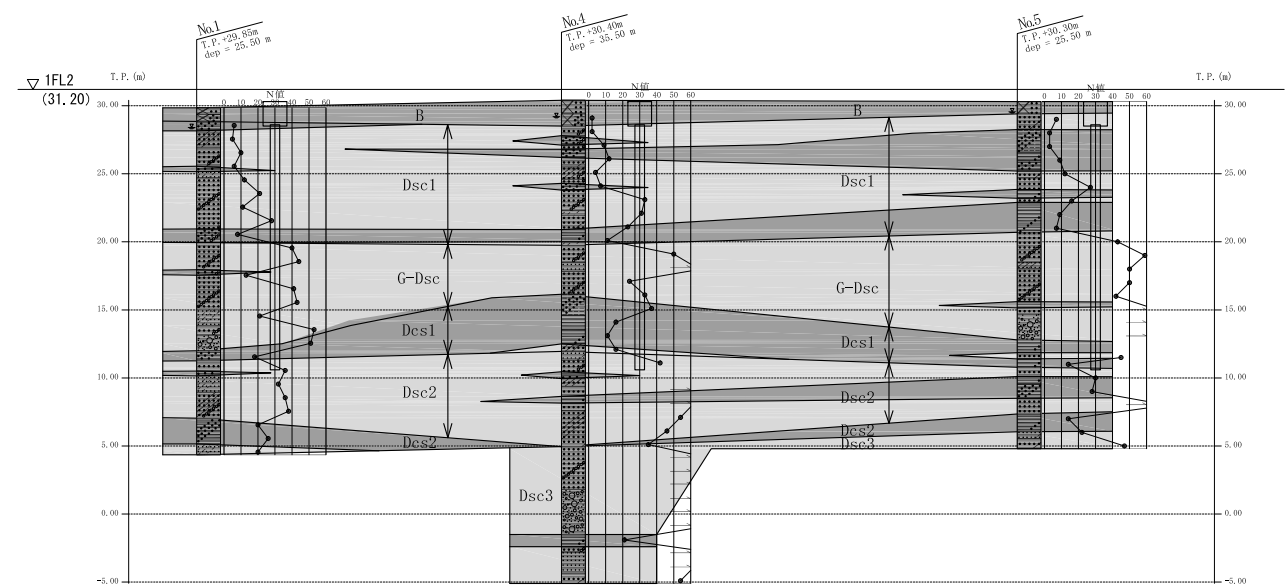 No.1
T.P.+29.85m
dep = 25.50 m
No.4
T.P.+30.40m
dep = 35.50 m
No.5
T.P.+30.30m
dep = 25.50 m
▽ 1FL2
(31.20)
T.P.(m)
T.P.(m)
N値
0 10 20 30 40 50 60
N値
0 10 20 30 40 50 60
N値
0 10 20 30 40 50 60
30.00
30.00
B
B
25.00
25.00
Dsc1
Dsc1
20.00
20.00
G-Dsc
G-Dsc
15.00
15.00
Dcs1
Dcs1
10.00
10.00
Dsc2
Dsc2
5.00
5.00
Dcs2
Dcs2
Dsc3
Dsc3
0.00
0.00
-5.00
-5.00